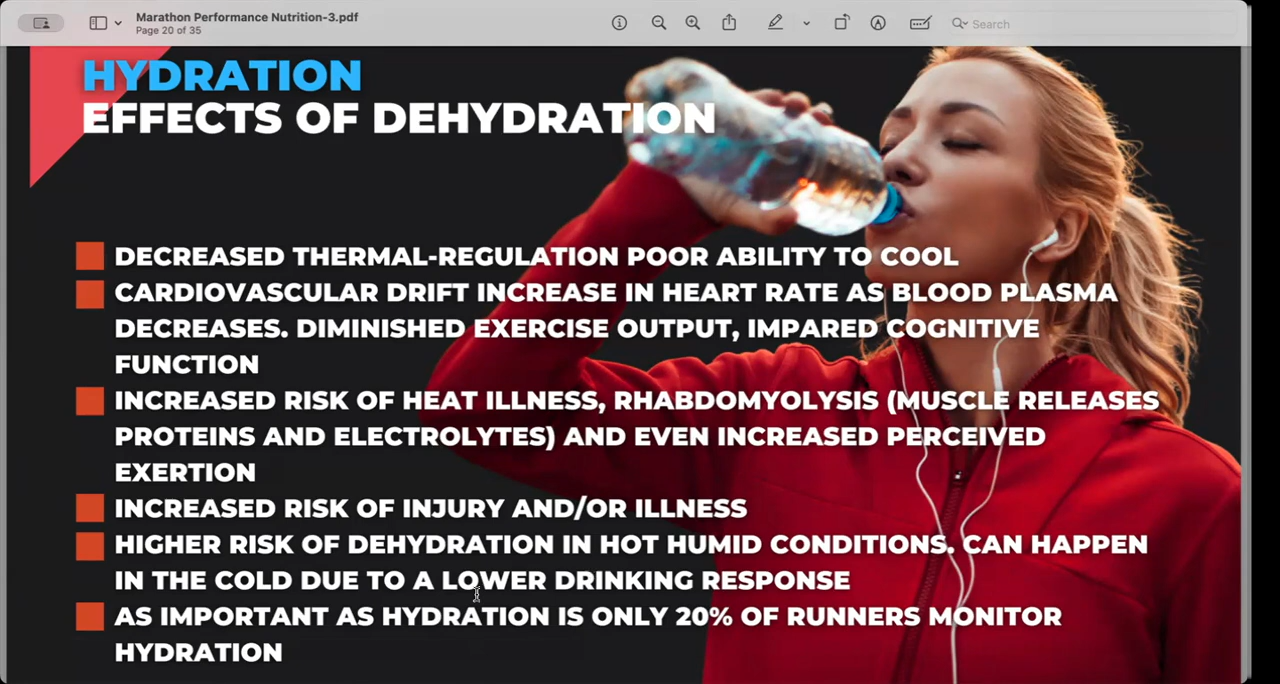 Marathon Performance Nutrition-3.pdf
Page 20 of 35
Search
HYDRATION
EFFECTS OF DEHYDRATION
DECREASED THERMAL-REGULATION POOR ABILITY TO COOL
CARDIOVASCULAR DRIFT INCREASE IN HEART RATE AS BLOOD PLASMA
DECREASES. DIMINISHED EXERCISE OUTPUT, IMPARED COGNITIVE
FUNCTION
INCREASED RISK OF HEAT ILLNESS, RHABDOMYOLYSIS (MUSCLE RELEASES
PROTEINS AND ELECTROLYTES) AND EVEN INCREASED PERCEIVED
EXERTION
INCREASED RISK OF INJURY AND/OR ILLNESS
HIGHER RISK OF DEHYDRATION IN HOT HUMID CONDITIONS. CAN HAPPEN
IN THE COLD DUE TO A LOWER DRINKING RESPONSE
AS IMPORTANT AS HYDRATION IS ONLY 20% OF RUNNERS MONITOR
HYDRATION